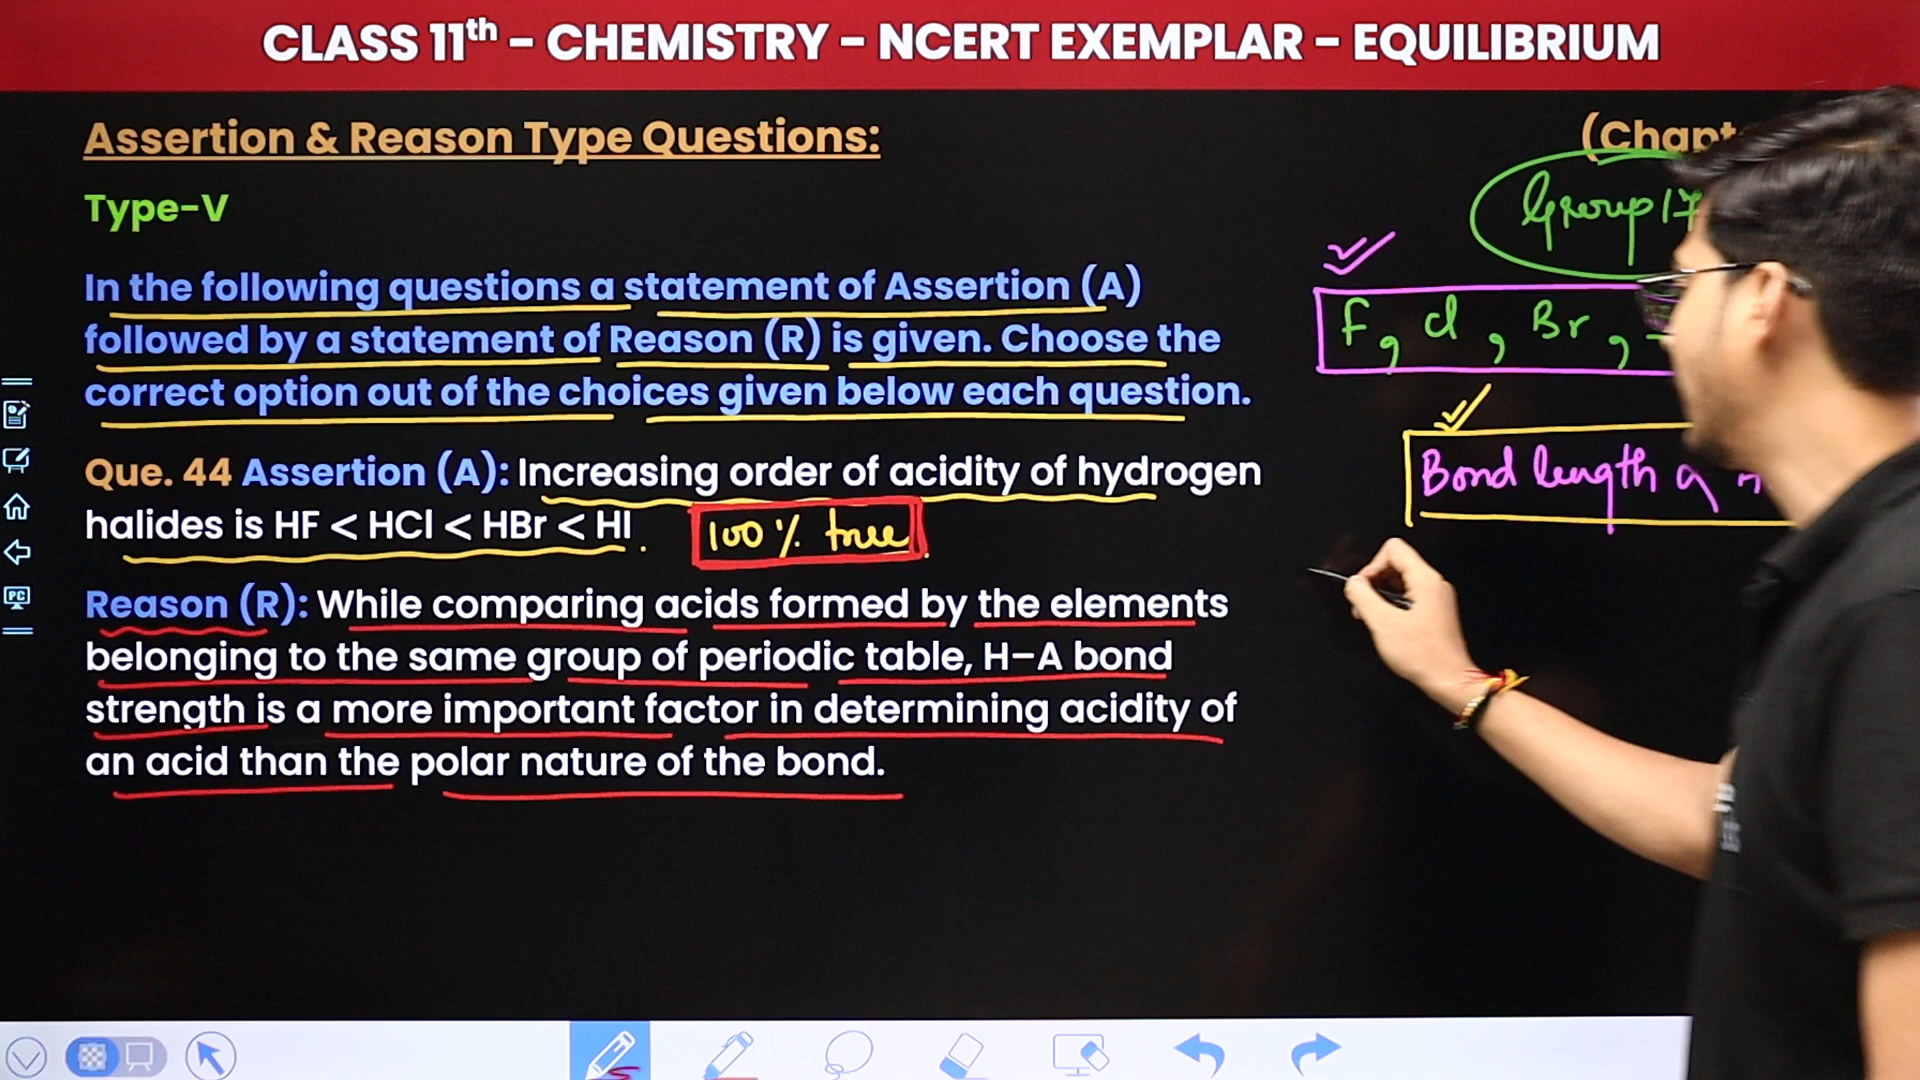 CLASS 11th - CHEMISTRY - NCERT EXEMPLAR - EQUILIBRIUM
Assertion & Reason Type Questions:
Type-V
In the following questions a statement of Assertion (A)
followed by a statement of Reason (R) is given. Choose the
correct option out of the choices given below each question.
Que. 44 Assertion (A): Increasing order of acidity of hydrogen
halides is HF < HCl < HBr < HI
100 % true
Reason (R): While comparing acids formed by the elements
belonging to the same group of periodic table, H–A bond
strength is a more important factor in determining acidity of
an acid than the polar nature of the bond.
Group 17
F, Cl, Br,
Bond length
PC